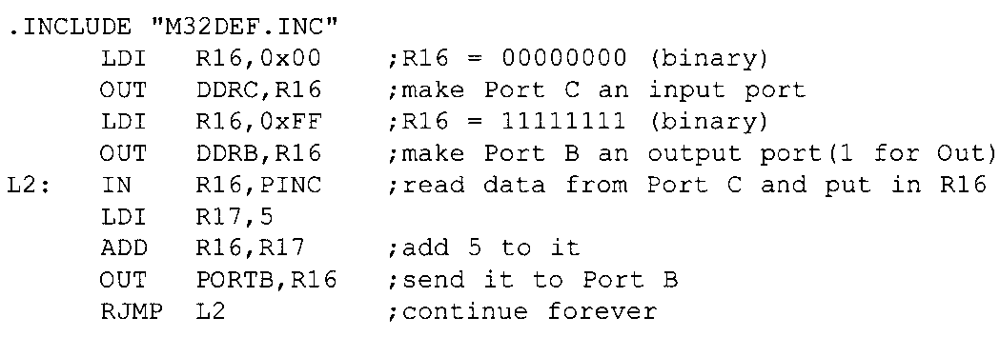 .INCLUDE "M32DEF.INC"
LDI R16,0x00 ;R16 = 00000000 (binary)
OUT DDRC,R16 ;make Port C an input port
LDI R16,0xFF ;R16 = 11111111 (binary)
OUT DDRB,R16 ;make Port B an output port(1 for Out)
L2: IN R16,PINC ;read data from Port C and put in R16
LDI R17,5
ADD R16,R17 ;add 5 to it
OUT PORTB,R16 ;send it to Port B
RJMP L2 ;continue forever